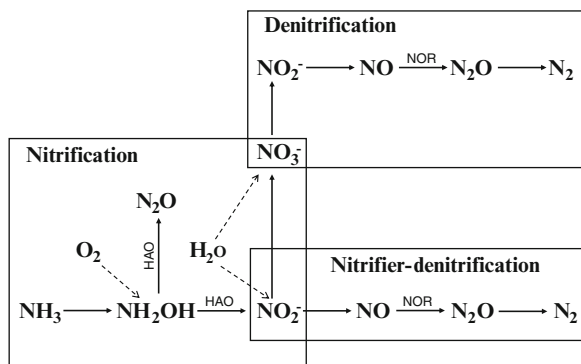 Denitrification
NO₂⁻ NO NOR N₂O N₂
Nitrification
NO₃⁻
N₂O
O₂ HAO H₂O
Nitrifier-denitrification
NH₃ NH₂OH HAO NO₂⁻ NO NOR N₂O N₂